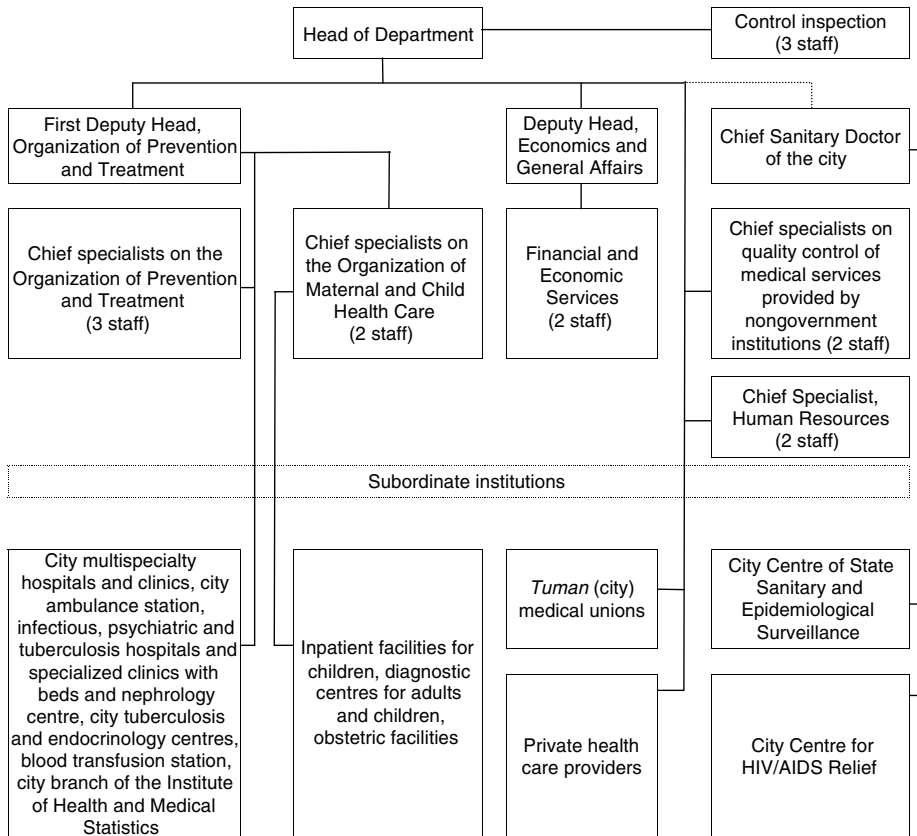 Head of Department
Control inspection
(3 staff)
First Deputy Head,
Organization of Prevention
and Treatment
Deputy Head,
Economics and
General Affairs
Chief Sanitary Doctor
of the city
Chief specialists on the
Organization of Prevention
and Treatment
(3 staff)
Chief specialists on
the Organization of
Maternal and Child
Health Care
(2 staff)
Financial and
Economic
Services
(2 staff)
Chief specialists on
quality control of
medical services
provided by
nongovernment
institutions (2 staff)
Chief Specialist,
Human Resources
(2 staff)
Subordinate institutions
City multispecialty
hospitals and clinics, city
ambulance station,
infectious, psychiatric and
tuberculosis hospitals and
specialized clinics with
beds and nephrology
centre, city tuberculosis
and endocrinology centres,
blood transfusion station,
city branch of the Institute
of Health and Medical
Statistics
Inpatient facilities for
children, diagnostic
centres for adults
and children,
obstetric facilities
Tuman (city)
medical unions
City Centre of State
Sanitary and
Epidemiological
Surveillance
Private health
care providers
City Centre for
HIV/AIDS Relief